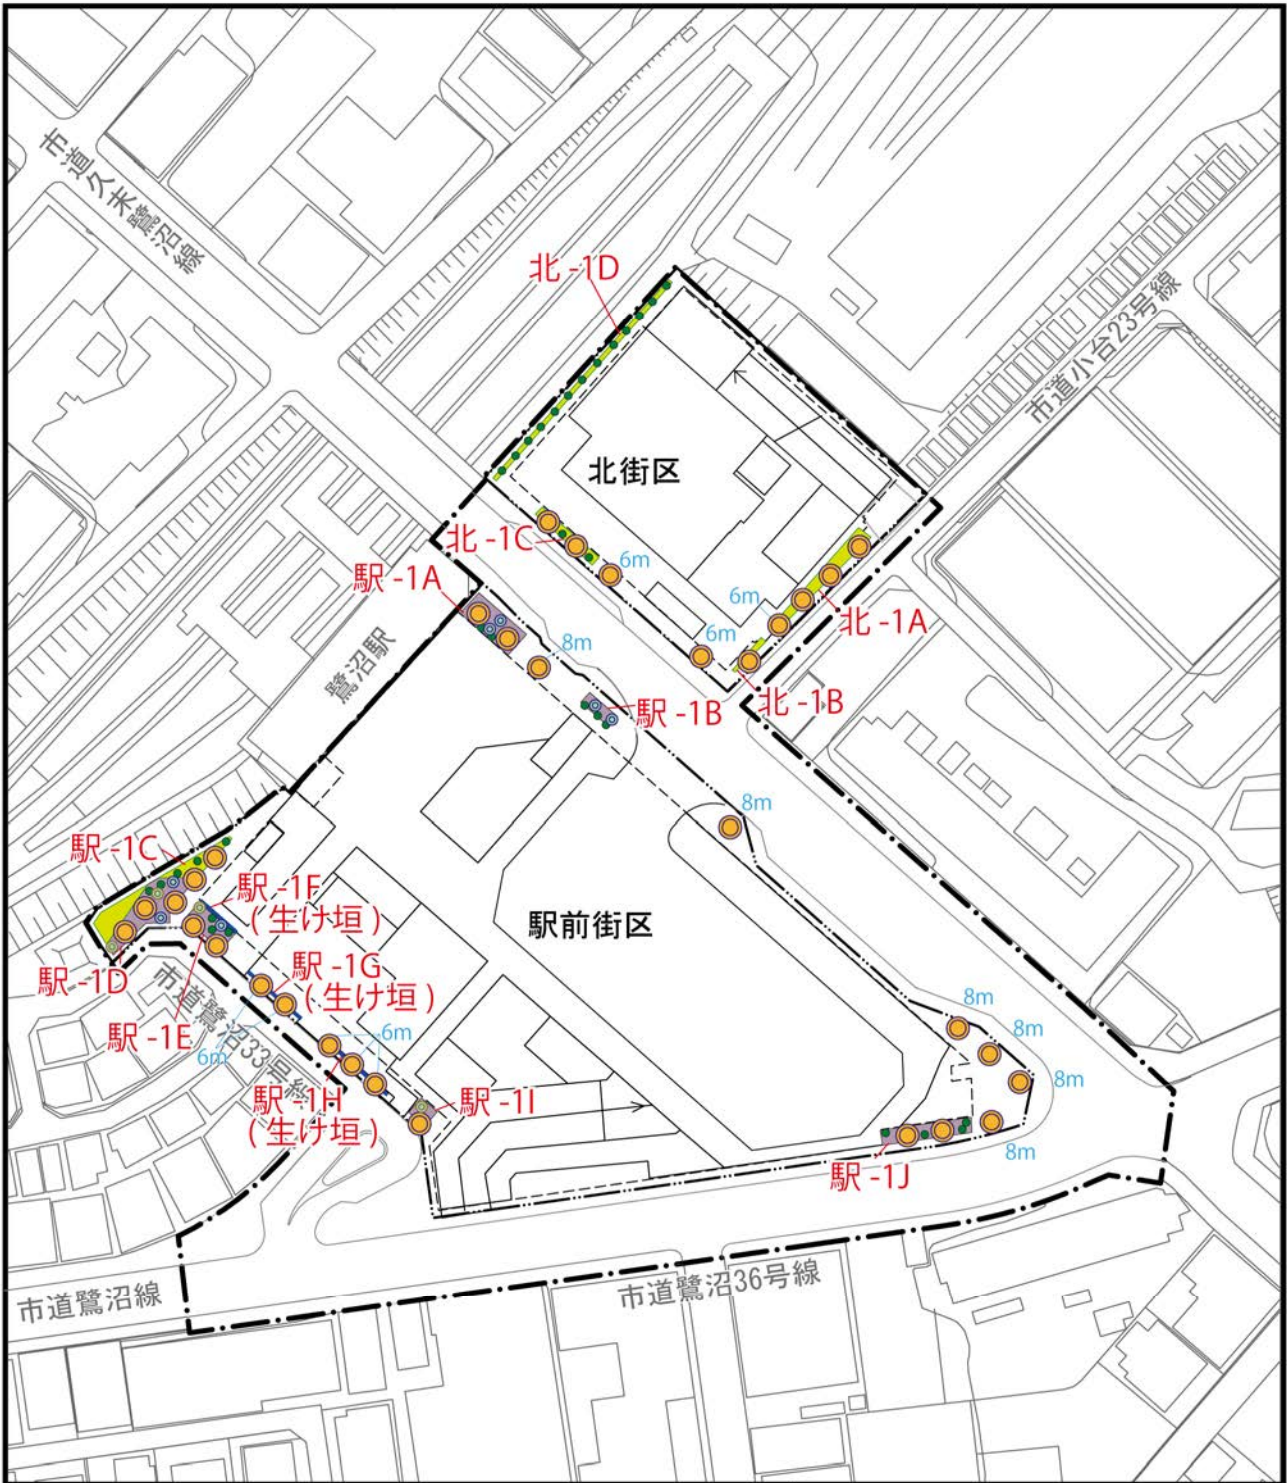 市道久末鷺沼線
北 -1D
市道小台23号線
北街区
北 -1C
6m
駅 -1A
6m
北 -1A
6m
8m
鷺沼駅
北 -1B
駅 -1B
8m
駅 -1C
駅 -1F
(生け垣)
駅前街区
駅 -1G
(生け垣)
駅 -1D
市道鷺沼33号線
8m
8m
駅 -1E
6m
6m
8m
駅 -1H
(生け垣)
駅 -1I
8m
駅 -1J
市道鷺沼36号線
市道鷺沼線